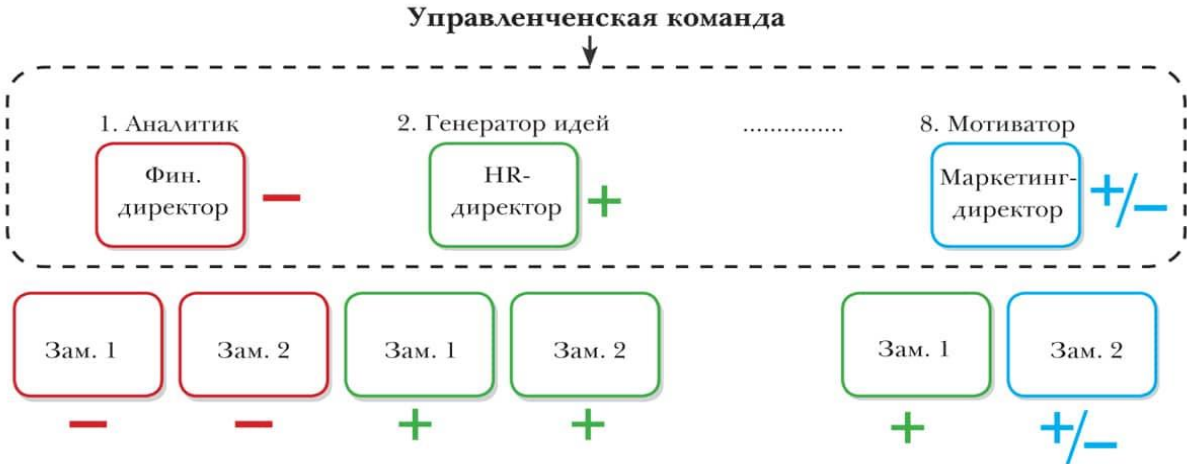 Управленченская команда
1. Аналитик
2. Генератор идей
...............
8. Мотиватор
Фин.
директор
–
HR-
директор
+
Маркетинг-
директор
+/–
Зам. 1
Зам. 2
Зам. 1
Зам. 2
Зам. 1
Зам. 2
–
–
+
+
+
+/–